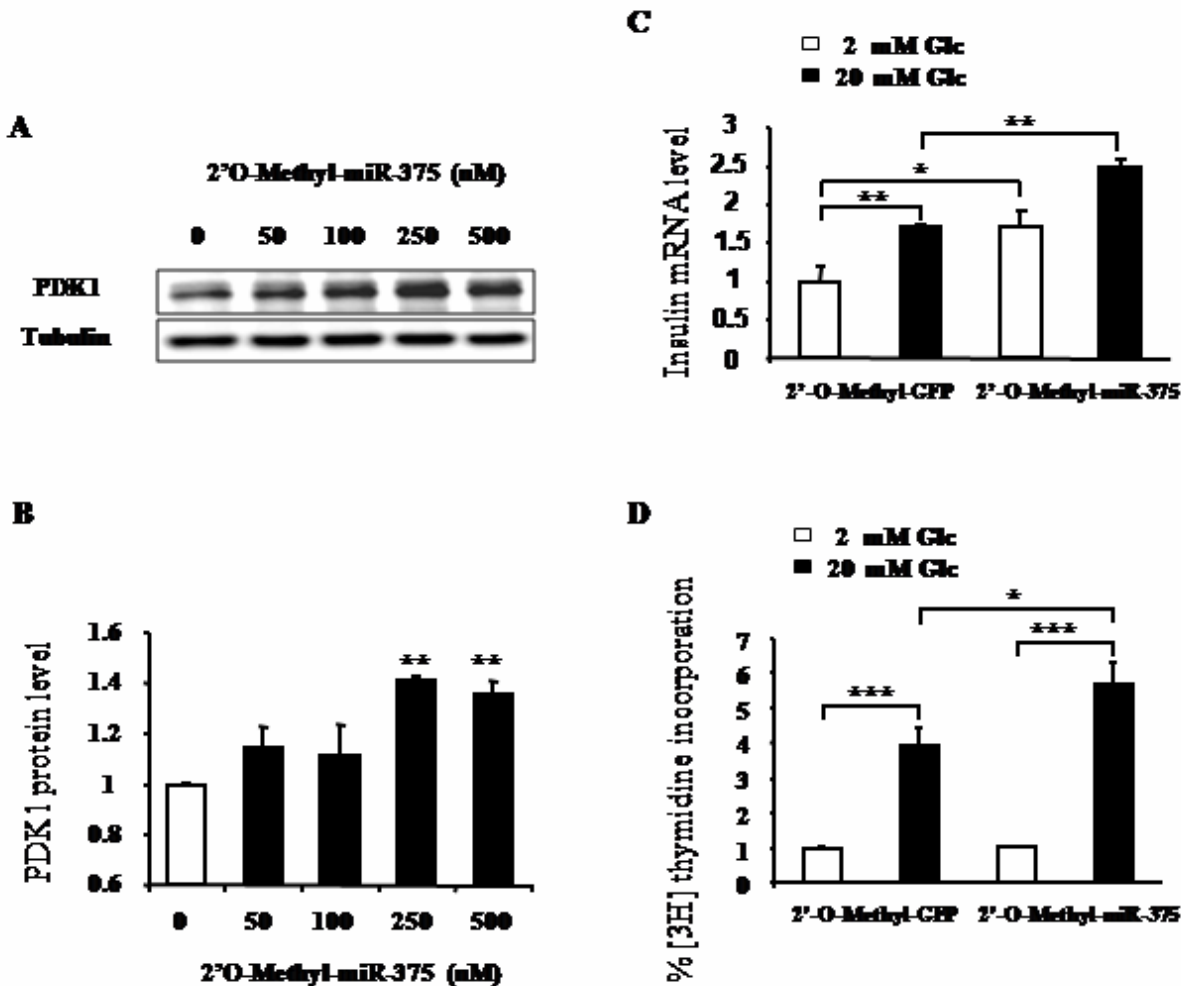 A
2'O-Methyl-miR-375 (nM)
0 50 100 250 500
PDK1
Tubulin
B
PDK1 protein level
1.6
1.4
1.2
1
0.8
0.6
** **
0 50 100 250 500
2'O-Methyl-miR-375 (nM)
C
2 mM Glc
20 mM Glc
Insulin mRNA level
3
2.5
2
1.5
1
0.5
0
**
*
**
2'-O-Methyl-GFP 2'-O-Methyl-miR-375
D
2 mM Glc
20 mM Glc
% [3H] thymidine incorporation
7
6
5
4
3
2
1
0
*
***
***
2'-O-Methyl-GFP 2'-O-Methyl-miR-375